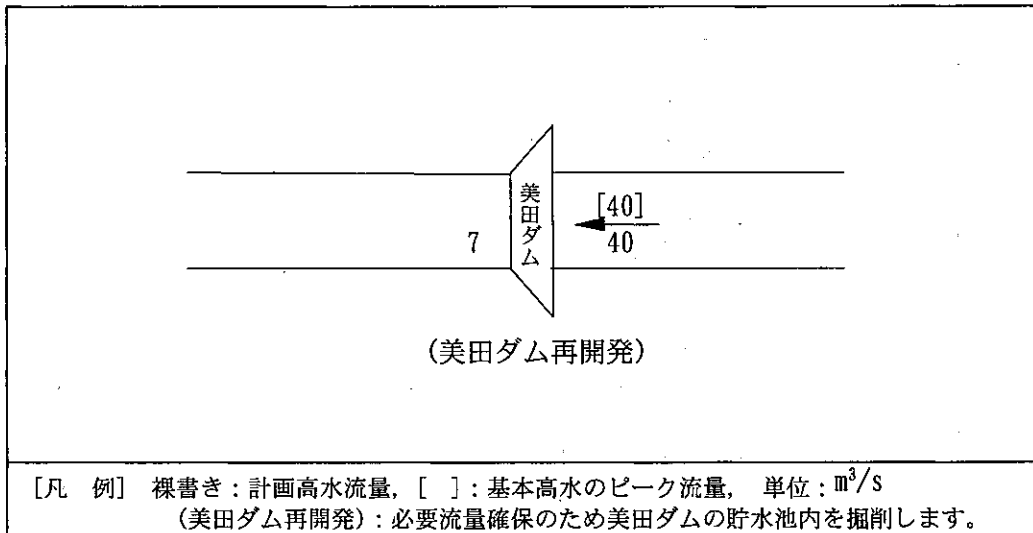 [40]
美田ダム
7
40
(美田ダム再開発)
[凡 例] 裸書き:計画高水流量, [ ]:基本高水のピーク流量, 単位:m³/s
(美田ダム再開発):必要流量確保のため美田ダムの貯水池内を掘削します。